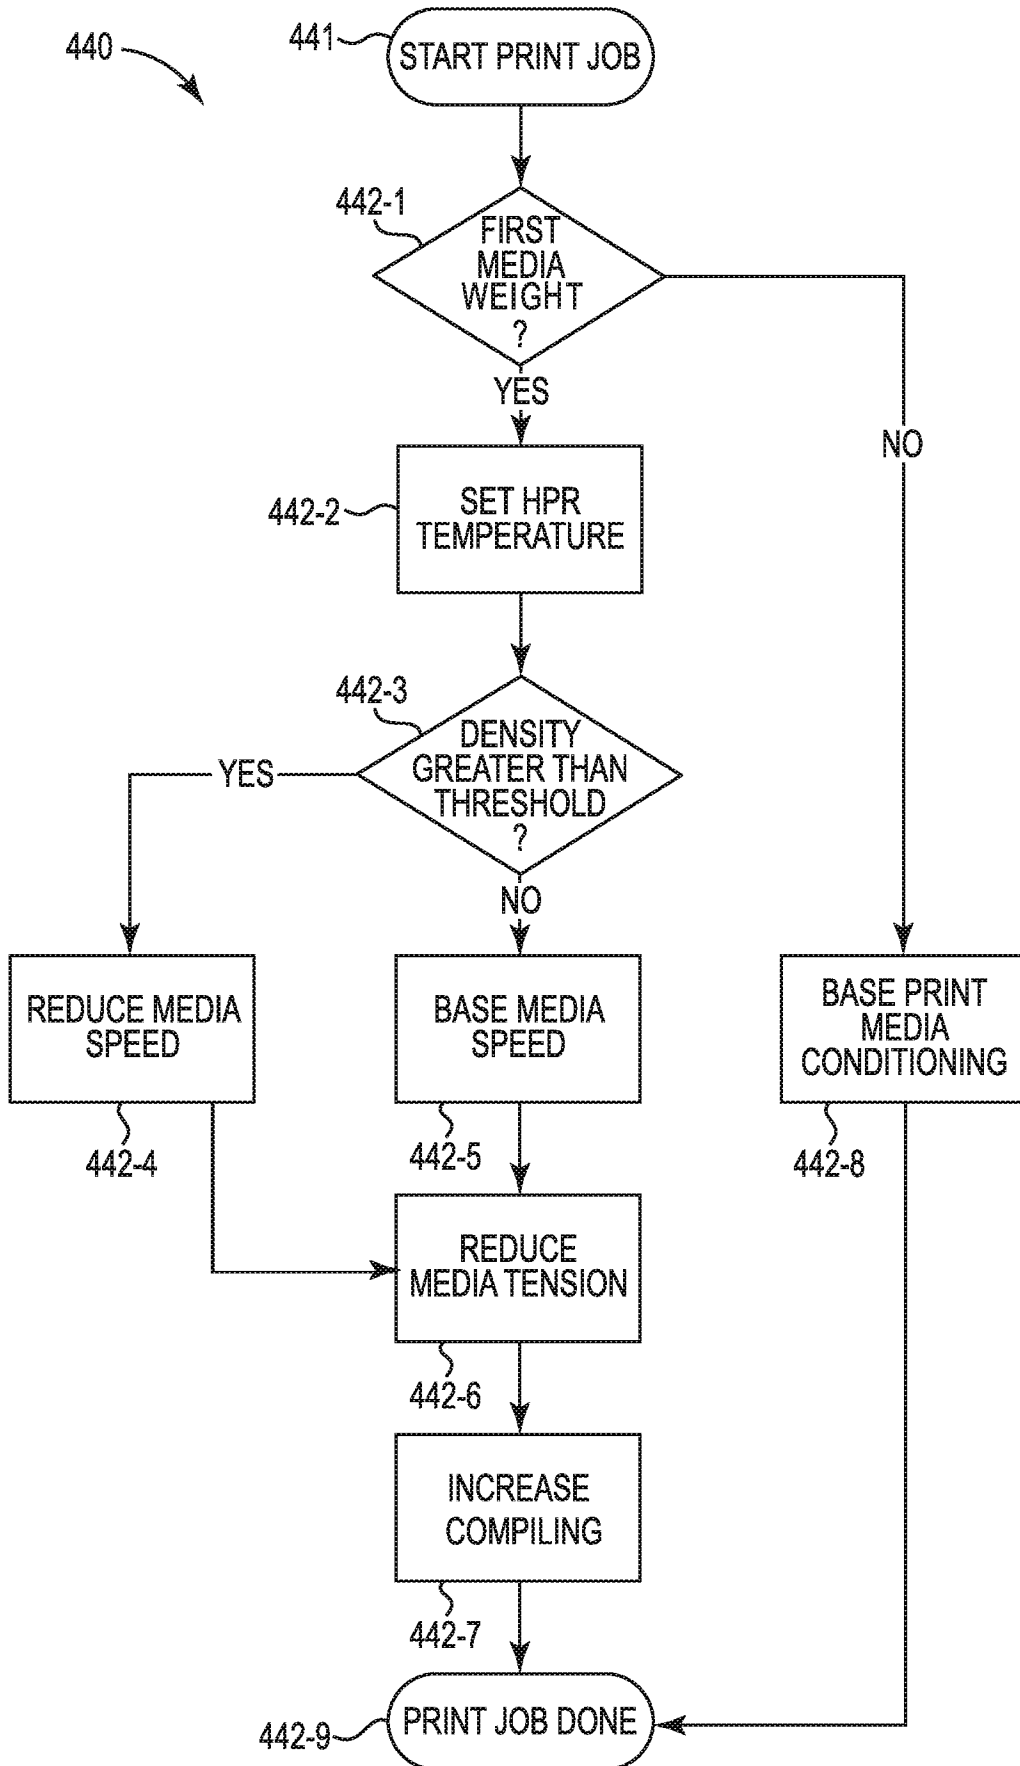 440
441
START PRINT JOB
442-1
FIRST
MEDIA
WEIGHT
?
YES
NO
442-2
SET HPR
TEMPERATURE
442-3
DENSITY
GREATER THAN
THRESHOLD
?
YES
NO
REDUCE MEDIA
SPEED
442-4
BASE MEDIA
SPEED
442-5
BASE PRINT
MEDIA
CONDITIONING
442-8
REDUCE
MEDIA TENSION
442-6
INCREASE
COMPILING
442-7
442-9
PRINT JOB DONE